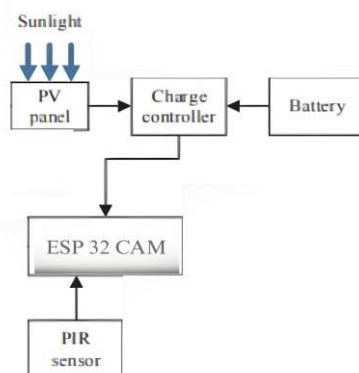 Sunlight
PV
panel
Charge
controller
Battery
ESP 32 CAM
PIR
sensor